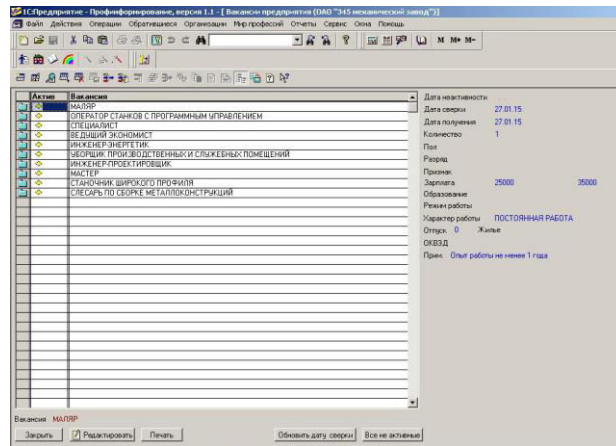 1С:Предприятие - Профинформирование, версия 1.1 - [ Вакансии предприятия (ОАО "345 механический завод")]
Файл Действия Операции Обратившиеся Организации Мир профессий Отчеты Сервис Окна Помощь
M M+ M-
Актив Вакансия
МАЛЯР
ОПЕРАТОР СТАНКОВ С ПРОГРАММНЫМ УПРАВЛЕНИЕМ
СПЕЦИАЛИСТ
ВЕДУЩИЙ ЭКОНОМИСТ
ИНЖЕНЕР-ЭНЕРГЕТИК
УБОРЩИК ПРОИЗВОДСТВЕННЫХ И СЛУЖЕБНЫХ ПОМЕЩЕНИЙ
ИНЖЕНЕР-ПРОЕКТИРОВЩИК
МАСТЕР
СТАНОЧНИК ШИРОКОГО ПРОФИЛЯ
СЛЕСАРЬ ПО СБОРКЕ МЕТАЛЛОКОНСТРУКЦИЙ
Дата неактивности
Дата сверки 27.01.15
Дата получения 27.01.15
Количество 1
Пол
Разряд
Признак
Зарплата 25000 35000
Образование
Режим работы
Характер работы ПОСТОЯННАЯ РАБОТА
Отпуск 0 Жилье
ОКВЭД
Прим. Опыт работы не менее 1 года
Вакансия МАЛЯР
Закрыть Редактировать Печать Обновить дату сверки Все не активные